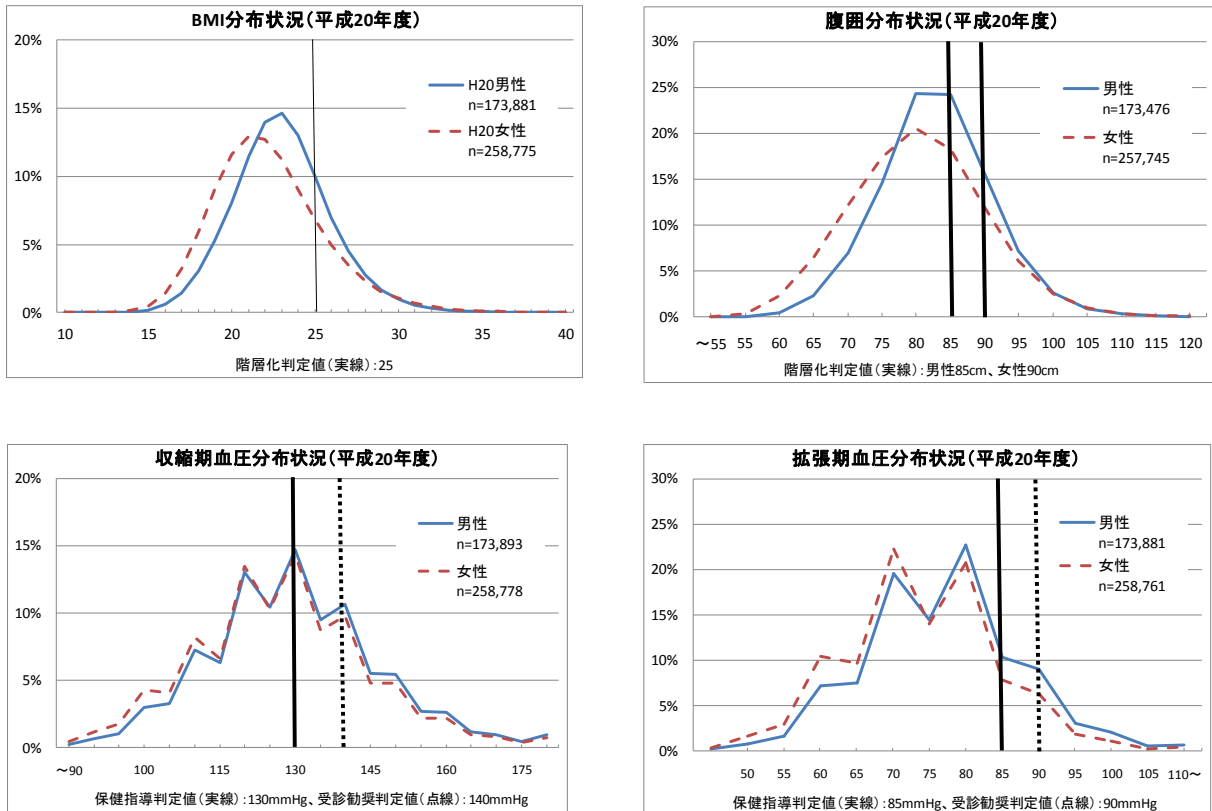 BMI分布状況(平成20年度)
20%
15%
10%
5%
0%
H20男性
n=173,881
H20女性
n=258,775
10 15 20 25 30 35 40
階層化判定値(実線):25
腹囲分布状況(平成20年度)
30%
25%
20%
15%
10%
5%
0%
男性
n=173,476
女性
n=257,745
～55 55 60 65 70 75 80 85 90 95 100 105 110 115 120
階層化判定値(実線):男性85cm、女性90cm
収縮期血圧分布状況(平成20年度)
20%
15%
10%
5%
0%
男性
n=173,893
女性
n=258,778
～90 100 115 130 145 160 175
保健指導判定値(実線):130mmHg、受診勧奨判定値(点線):140mmHg
拡張期血圧分布状況(平成20年度)
30%
25%
20%
15%
10%
5%
0%
男性
n=173,881
女性
n=258,761
50 55 60 65 70 75 80 85 90 95 100 105 110～
保健指導判定値(実線):85mmHg、受診勧奨判定値(点線):90mmHg